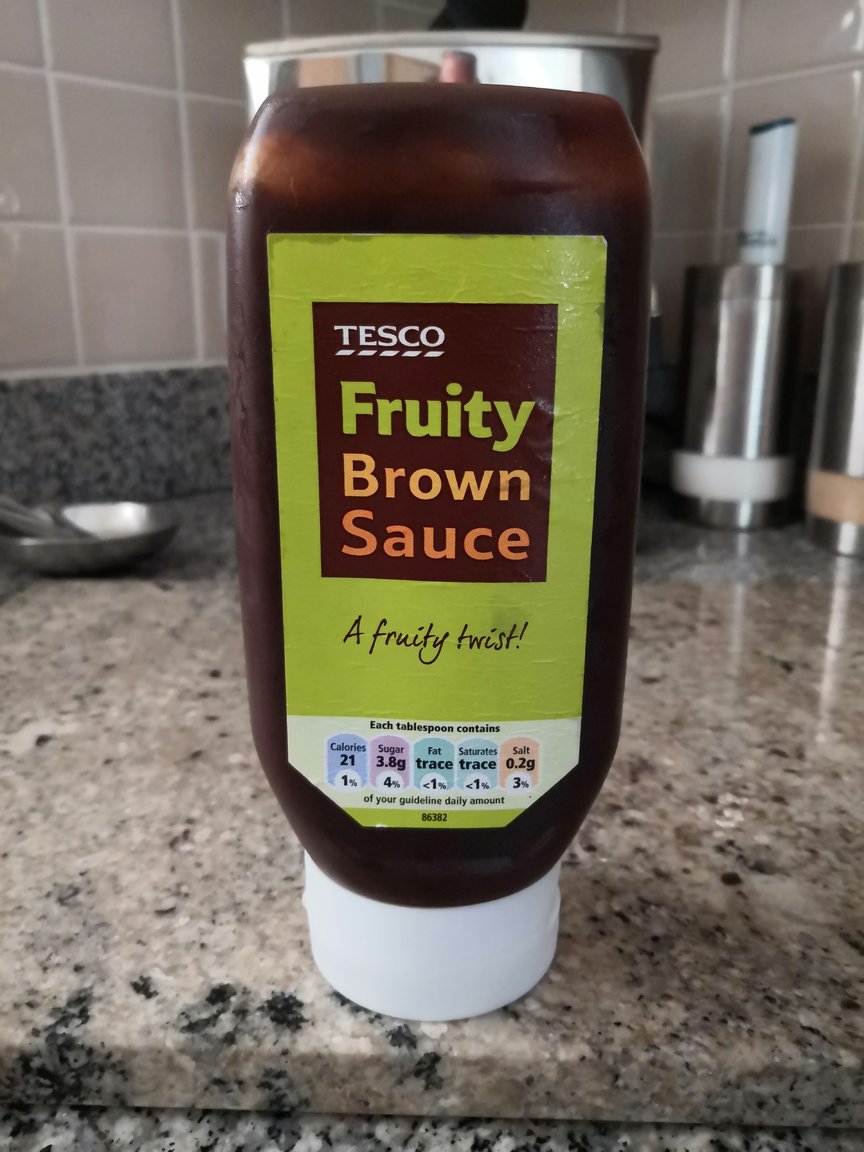 TESCO
Fruity
Brown
Sauce
A fruity twist!
Each tablespoon contains
Calories Sugar Fat Saturates Salt
21 3.8g trace trace 0.2g
1% 4% <1% <1% 3%
of your guideline daily amount
86382